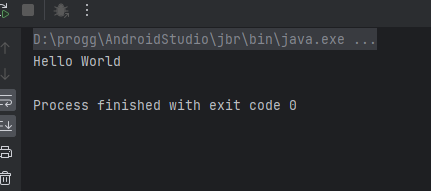 D:\progg\AndroidStudio\jbr\bin\java.exe ...
Hello World
Process finished with exit code 0